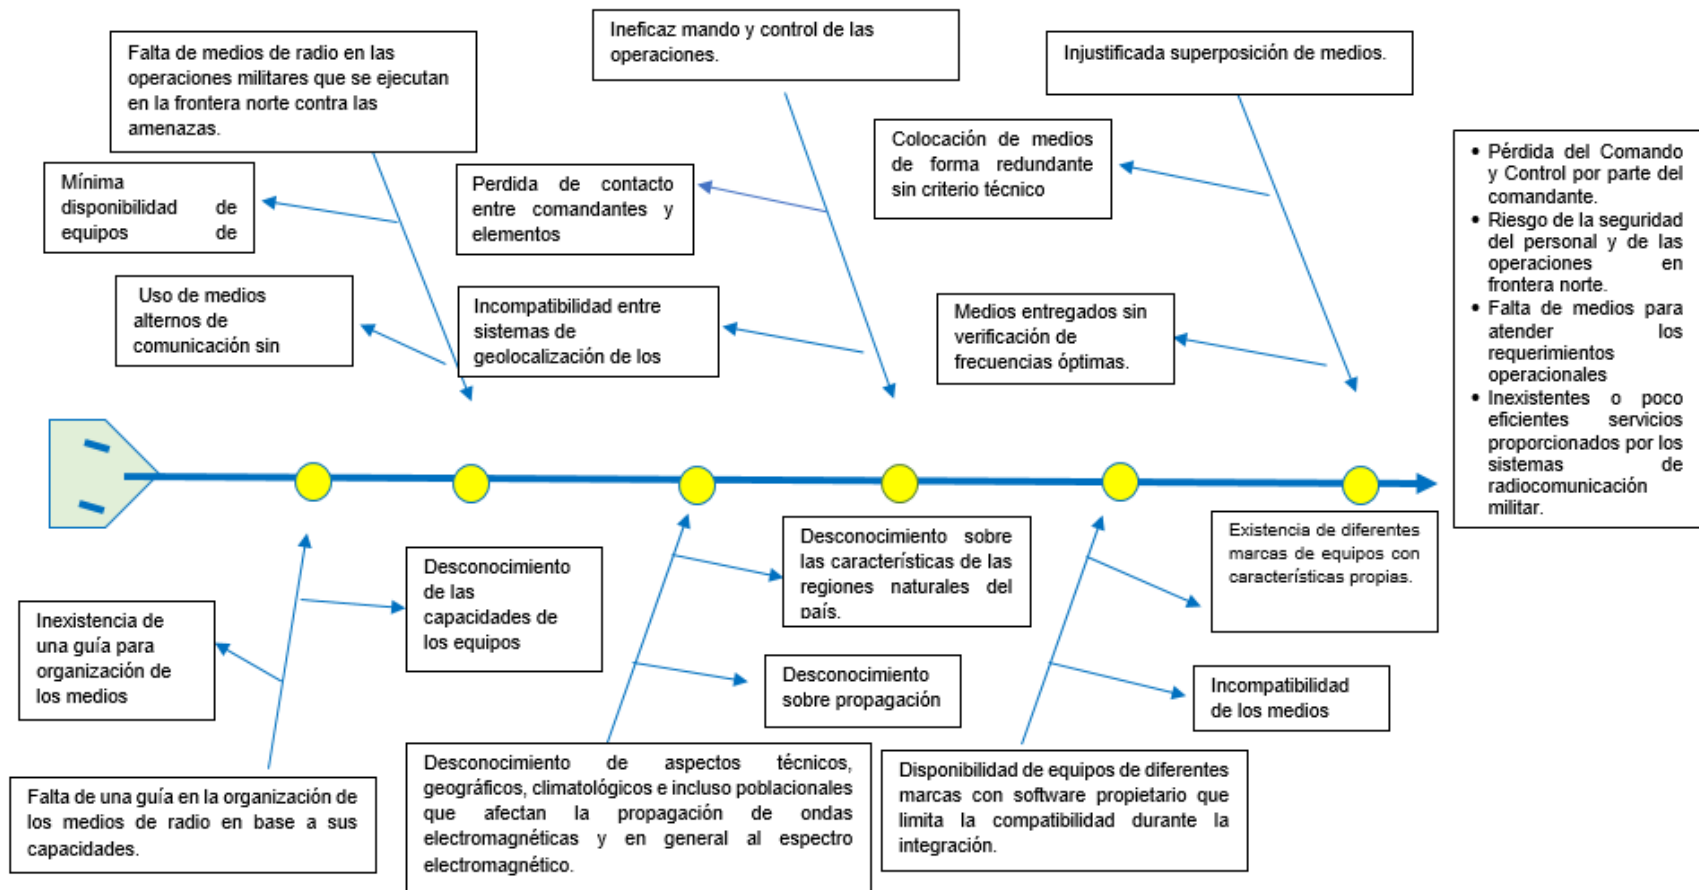 Falta de medios de radio en las
operaciones militares que se ejecutan
en la frontera norte contra las
amenazas.
Ineficaz mando y control de las
operaciones.
Injustificada superposición de medios.
Mínima
disponibilidad de
equipos de
Perdida de contacto
entre comandantes y
elementos
Colocación de medios
de forma redundante
sin criterio técnico
Uso de medios
alternos de
comunicación sin
Incompatibilidad entre
sistemas de
geolocalización de los
Medios entregados sin
verificación de
frecuencias óptimas.
• Pérdida del Comando
y Control por parte del
comandante.
• Riesgo de la seguridad
del personal y de las
operaciones en
frontera norte.
• Falta de medios para
atender los
requerimientos
operacionales
• Inexistentes o poco
eficientes servicios
proporcionados por los
sistemas de
radiocomunicación
militar.
Inexistencia de
una guía para
organización de
los medios
Desconocimiento
de las
capacidades de
los equipos
Desconocimiento sobre
las características de las
regiones naturales del
país.
Desconocimiento
sobre propagación
Existencia de diferentes
marcas de equipos con
características propias.
Incompatibilidad
de los medios
Falta de una guía en la organización de
los medios de radio en base a sus
capacidades.
Desconocimiento de aspectos técnicos,
geográficos, climatológicos e incluso poblacionales
que afectan la propagación de ondas
electromagnéticas y en general al espectro
electromagnético.
Disponibilidad de equipos de diferentes
marcas con software propietario que
limita la compatibilidad durante la
integración.